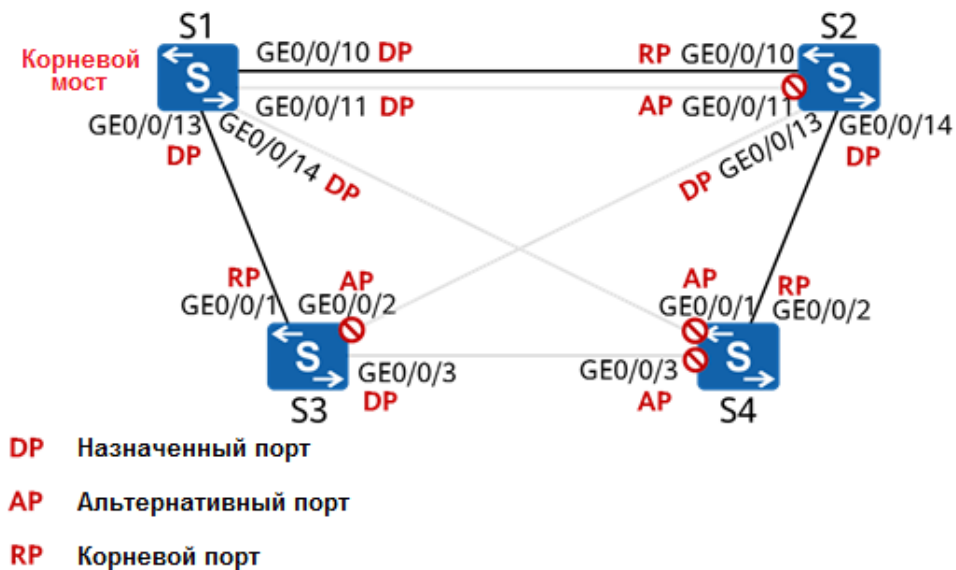 S1
S2
Корневой мост
GE0/0/10 DP
RP GE0/0/10
GE0/0/11 DP
AP GE0/0/11
GE0/0/13
DP
GE0/0/14 DP
DP GE0/0/13
GE0/0/14
DP
RP
GE0/0/1
AP
GE0/0/2
AP
GE0/0/1
RP
GE0/0/2
S
S
S
S
GE0/0/3
DP
GE0/0/3
AP
S3
S4
DP Назначенный порт
AP Альтернативный порт
RP Корневой порт